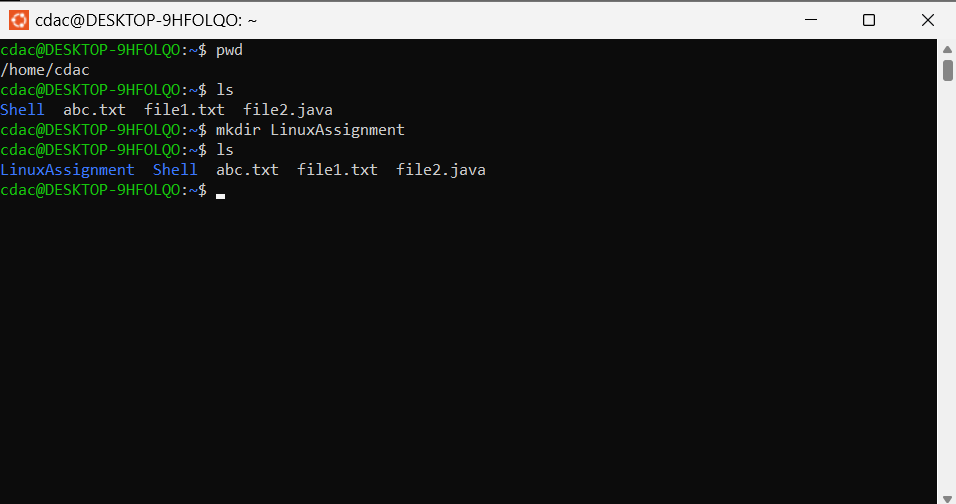 cdac@DESKTOP-9HFOLQO: ~
cdac@DESKTOP-9HFOLQO:~$ pwd
/home/cdac
cdac@DESKTOP-9HFOLQO:~$ ls
Shell  abc.txt  file1.txt  file2.java
cdac@DESKTOP-9HFOLQO:~$ mkdir LinuxAssignment
cdac@DESKTOP-9HFOLQO:~$ ls
LinuxAssignment  Shell  abc.txt  file1.txt  file2.java
cdac@DESKTOP-9HFOLQO:~$